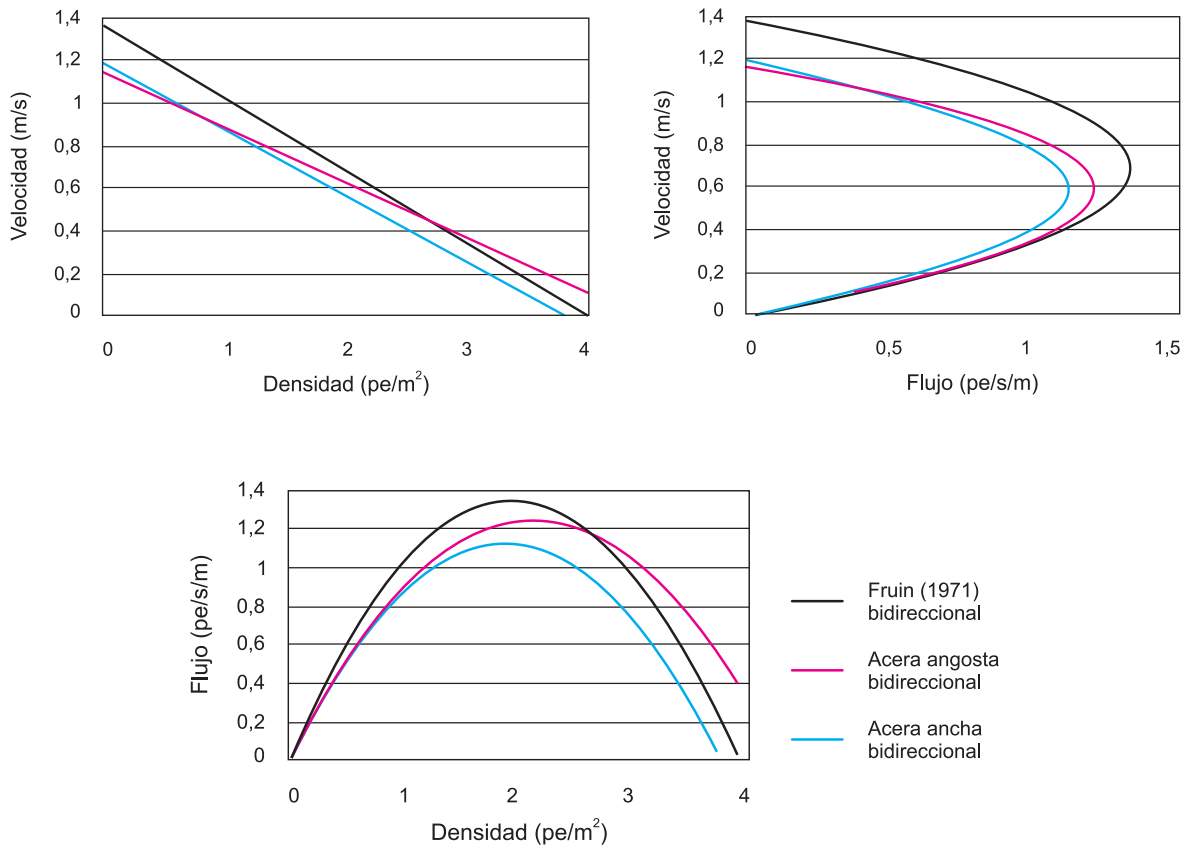 1,4
1,2
1
0,8
0,6
0,4
0,2
0
Velocidad (m/s)
0 1 2 3 4
Densidad (pe/m²)
1,4
1,2
1
0,8
0,6
0,4
0,2
0
Velocidad (m/s)
0 0,5 1 1,5
Flujo (pe/s/m)
1,4
1,2
1
0,8
0,6
0,4
0,2
0
Flujo (pe/s/m)
0 1 2 3 4
Densidad (pe/m²)
Fruin (1971)
bidireccional
Acera angosta
bidireccional
Acera ancha
bidireccional